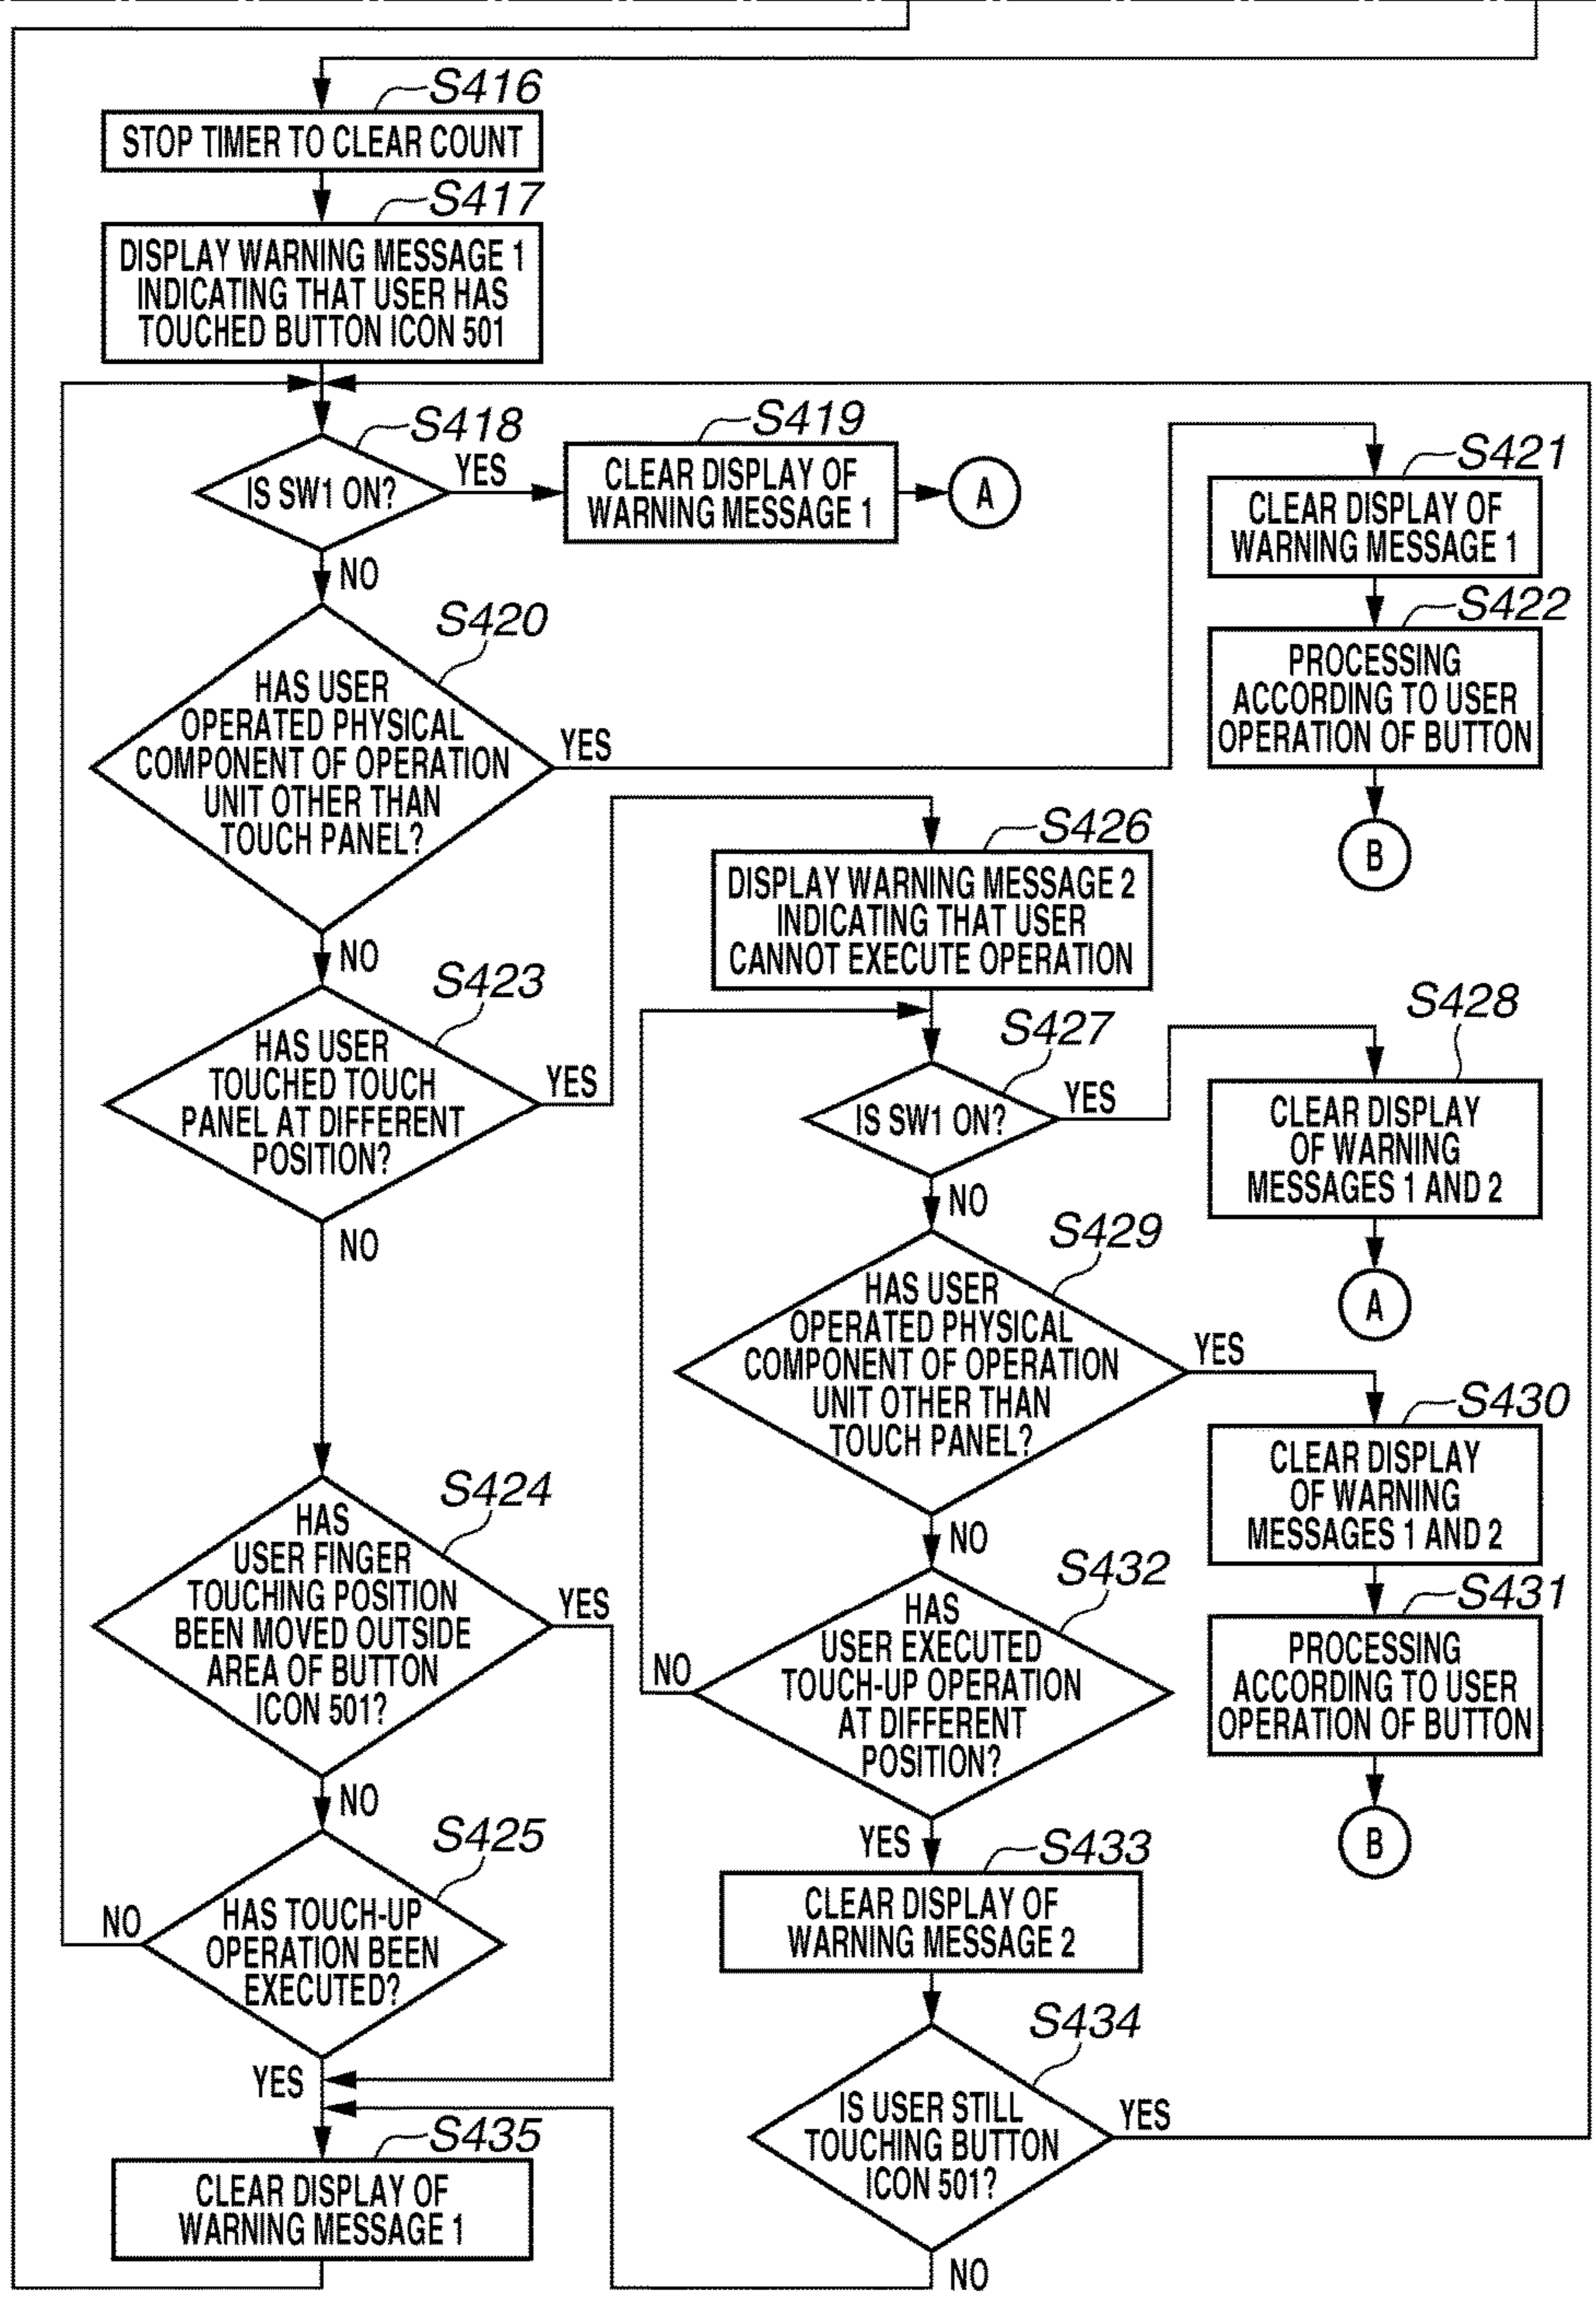 S416
STOP TIMER TO CLEAR COUNT
S417
DISPLAY WARNING MESSAGE 1
INDICATING THAT USER HAS
TOUCHED BUTTON ICON 501
S418
IS SW1 ON?
YES
NO
S419
CLEAR DISPLAY OF
WARNING MESSAGE 1
A
S420
HAS USER
OPERATED PHYSICAL
COMPONENT OF OPERATION
UNIT OTHER THAN
TOUCH PANEL?
YES
NO
S421
CLEAR DISPLAY OF
WARNING MESSAGE 1
S422
PROCESSING
ACCORDING TO USER
OPERATION OF BUTTON
B
S423
HAS USER
TOUCHED TOUCH
PANEL AT DIFFERENT
POSITION?
YES
NO
S424
HAS
USER FINGER
TOUCHING POSITION
BEEN MOVED OUTSIDE
AREA OF BUTTON
ICON 501?
YES
NO
S425
HAS TOUCH-UP
OPERATION BEEN
EXECUTED?
NO
YES
S426
DISPLAY WARNING MESSAGE 2
INDICATING THAT USER
CANNOT EXECUTE OPERATION
S427
IS SW1 ON?
YES
NO
S428
CLEAR DISPLAY
OF WARNING
MESSAGES 1 AND 2
A
S429
HAS USER
OPERATED PHYSICAL
COMPONENT OF OPERATION
UNIT OTHER THAN
TOUCH PANEL?
YES
NO
S430
CLEAR DISPLAY
OF WARNING
MESSAGES 1 AND 2
S431
PROCESSING
ACCORDING TO USER
OPERATION OF BUTTON
B
S432
HAS
USER EXECUTED
TOUCH-UP OPERATION
AT DIFFERENT
POSITION?
NO
YES
S433
CLEAR DISPLAY OF
WARNING MESSAGE 2
S434
IS USER STILL
TOUCHING BUTTON
ICON 501?
YES
NO
S435
CLEAR DISPLAY OF
WARNING MESSAGE 1